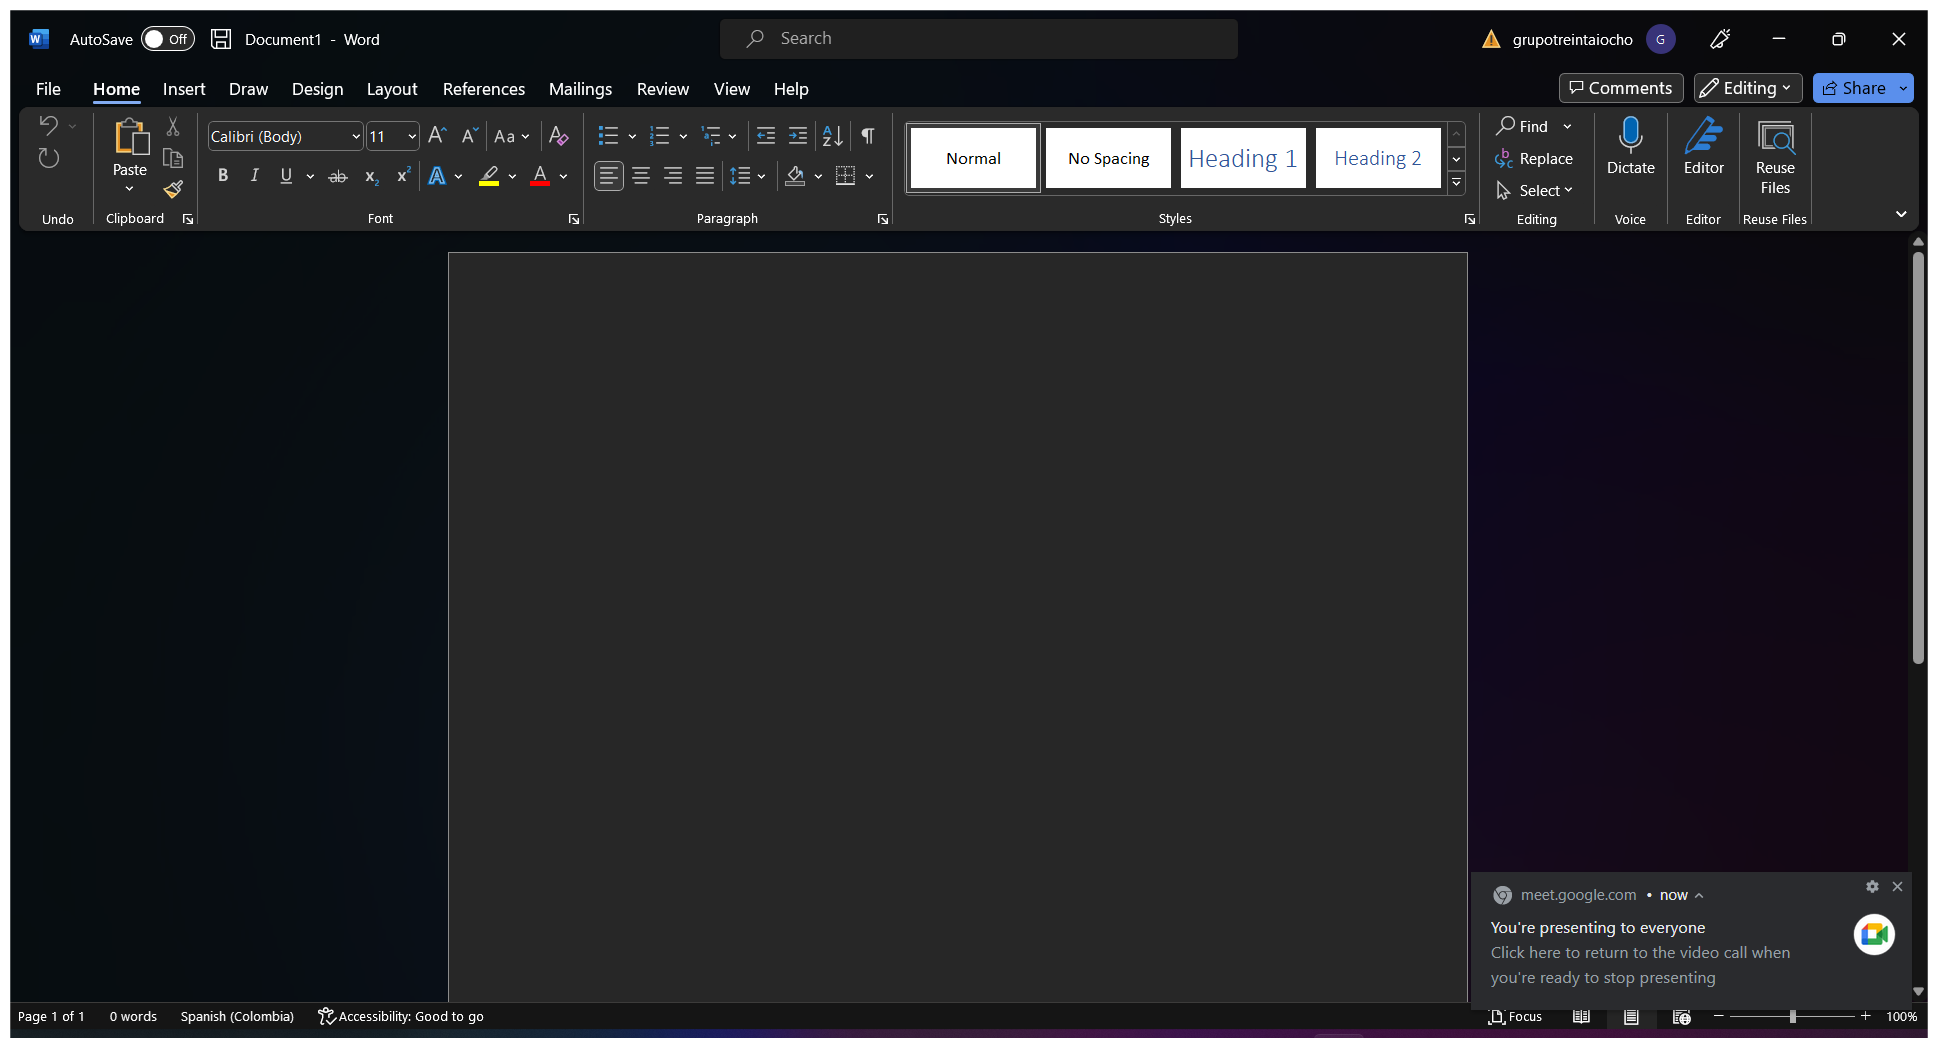 AutoSave Off Document1 - Word Search grupotreintaiocho G
File Home Insert Draw Design Layout References Mailings Review View Help Comments Editing Share
Calibri (Body) 11 Aa
Paste
B I U ab x₂ x² A A
Normal No Spacing Heading 1 Heading 2
Find
Replace
Select
Dictate
Editor
Reuse
Files
Undo Clipboard Font Paragraph Styles Editing Voice Editor Reuse Files
meet.google.com • now
You're presenting to everyone
Click here to return to the video call when
you're ready to stop presenting
Page 1 of 1 0 words Spanish (Colombia) Accessibility: Good to go Focus 100%